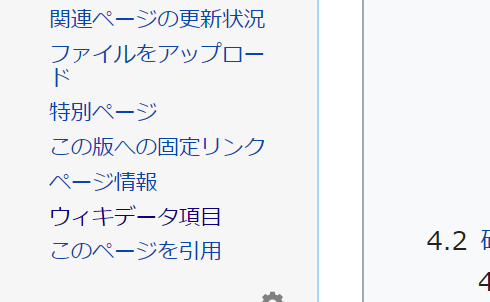 関連ページの更新状況
ファイルをアップロー
ド
特別ページ
この版への固定リンク
ページ情報
ウィキデータ項目
このページを引用
4.2
4